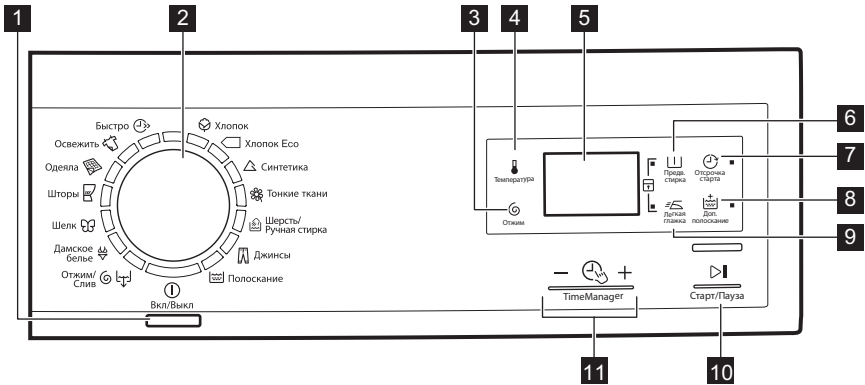 1
2
3
4
5
6
7
8
9
10
11
Быстро
Освежить
Одеяла
Шторы
Шелк
Дамское
белье
Отжим/
Слив
Вкл/Выкл
Хлопок
Хлопок Eco
Синтетика
Тонкие ткани
Шерсть/
Ручная стирка
Джинсы
Полоскание
Температура
Отжим
Предв.
стирка
Отсрочка
старта
Легкая
глажка
Доп.
полоскание
TimeManager
Старт/Пауза